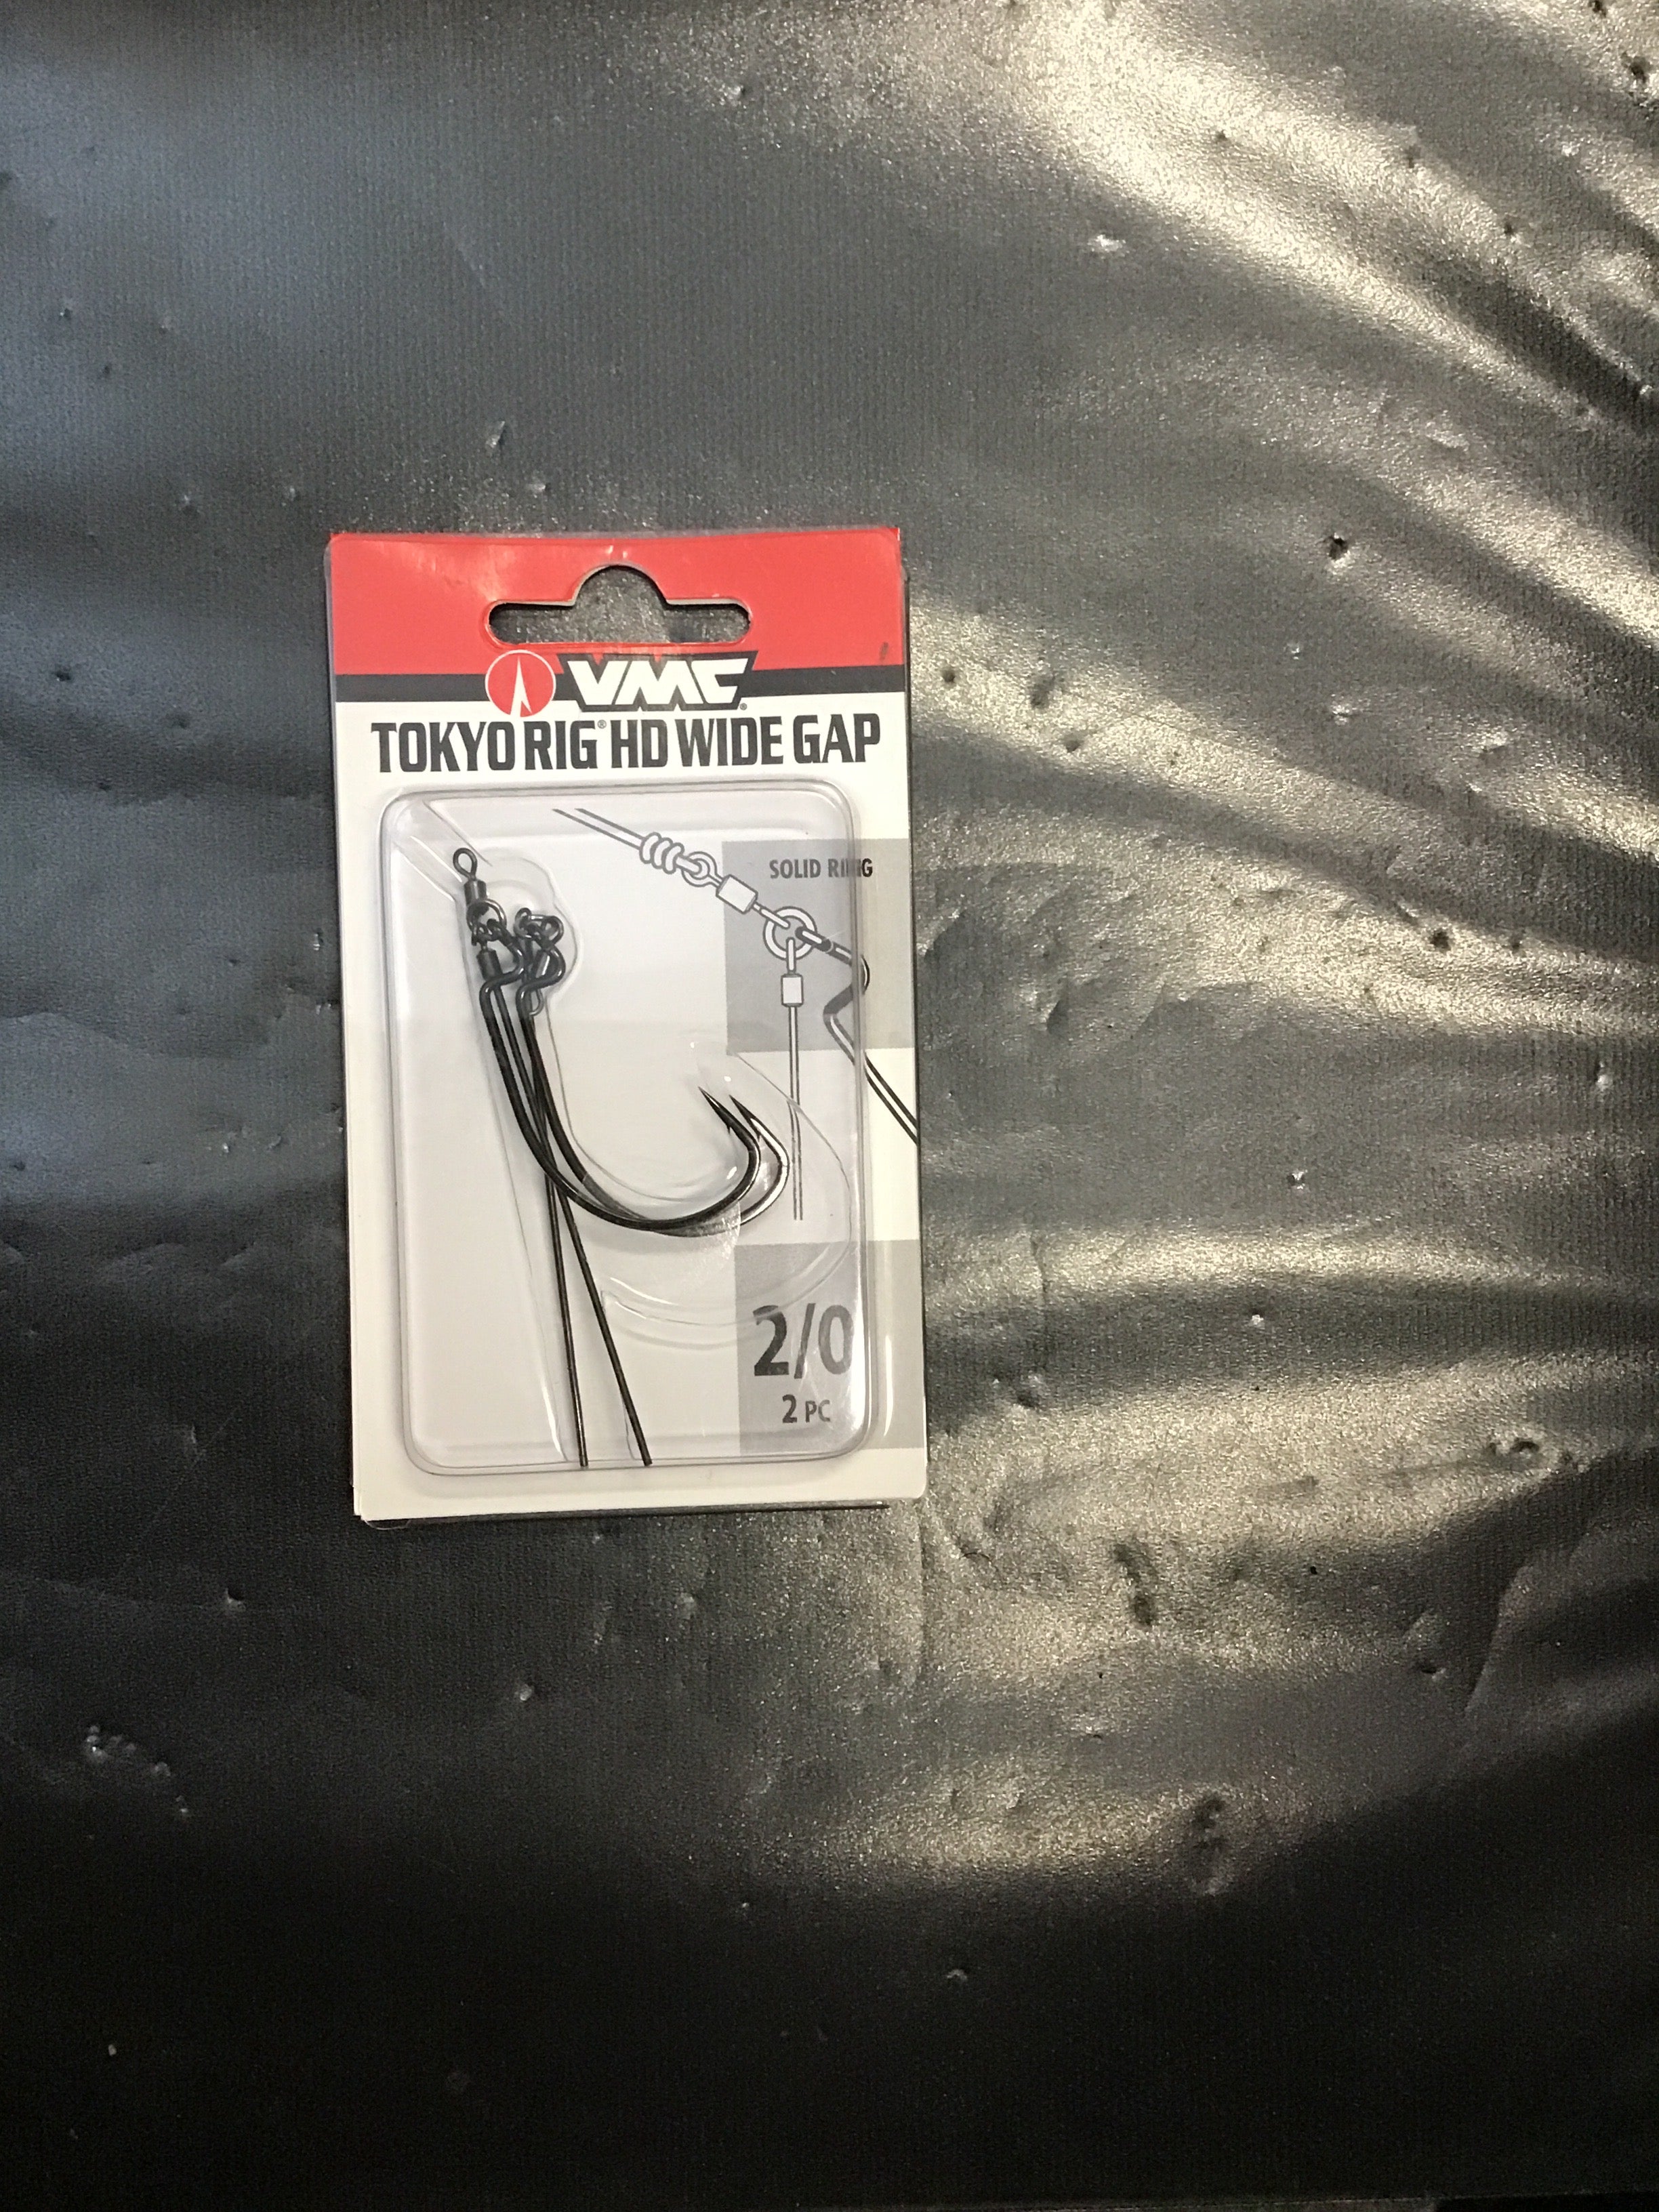 VMC®
TOKYO RIG® HD WIDE GAP
SOLID RING
2/0
2 PC